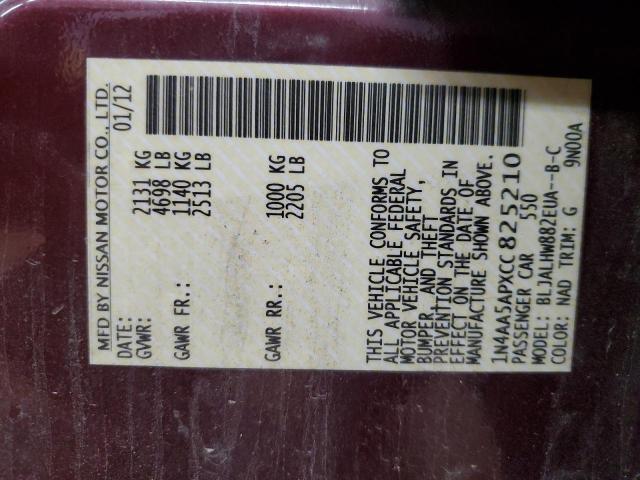 MFD BY NISSAN MOTOR CO., LTD.
DATE: 01/12
GVWR: 2131 KG
4698 LB
GAWR FR.: 1140 KG
2513 LB
GAWR RR.: 1000 KG
2205 LB
THIS VEHICLE CONFORMS TO
ALL APPLICABLE FEDERAL
MOTOR VEHICLE SAFETY,
BUMPER, AND THEFT
PREVENTION STANDARDS IN
EFFECT ON THE DATE OF
MANUFACTURE SHOWN ABOVE.
1N4AA5APXCC825210
PASSENGER CAR 550
MODEL: BLJALHW882EUA--B-C
COLOR: NAD TRIM: G 9N00A